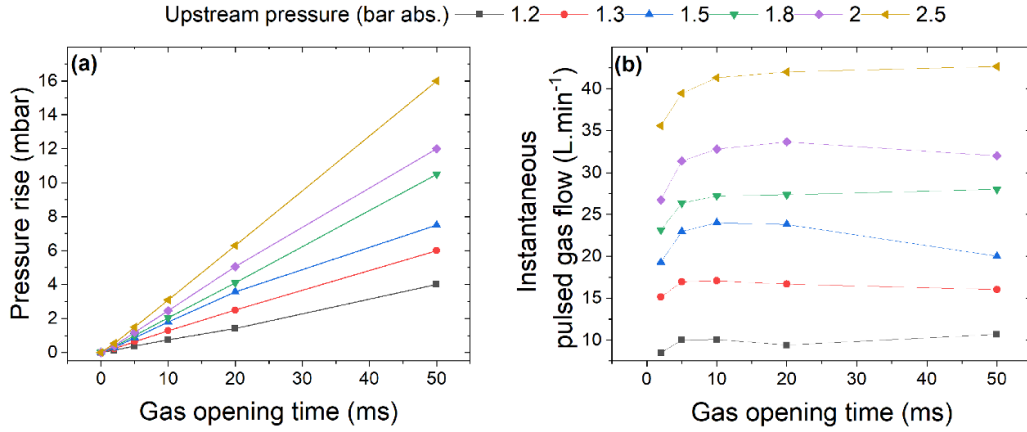 Upstream pressure (bar abs.) 1.2 1.3 1.5 1.8 2 2.5
(a)
Pressure rise (mbar)
16
14
12
10
8
6
4
2
0
0 10 20 30 40 50
Gas opening time (ms)
(b)
Instantaneous
pulsed gas flow (L.min⁻¹)
40
35
30
25
20
15
10
0 10 20 30 40 50
Gas opening time (ms)